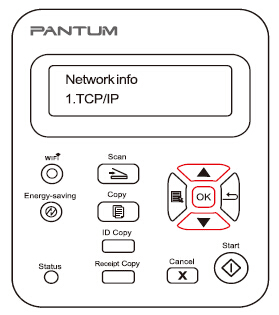 PANTUM
Network info
1.TCP/IP
WiFi
Scan
OK
Energy-saving
Copy
ID Copy
Start
Status
Receipt Copy
Cancel
X